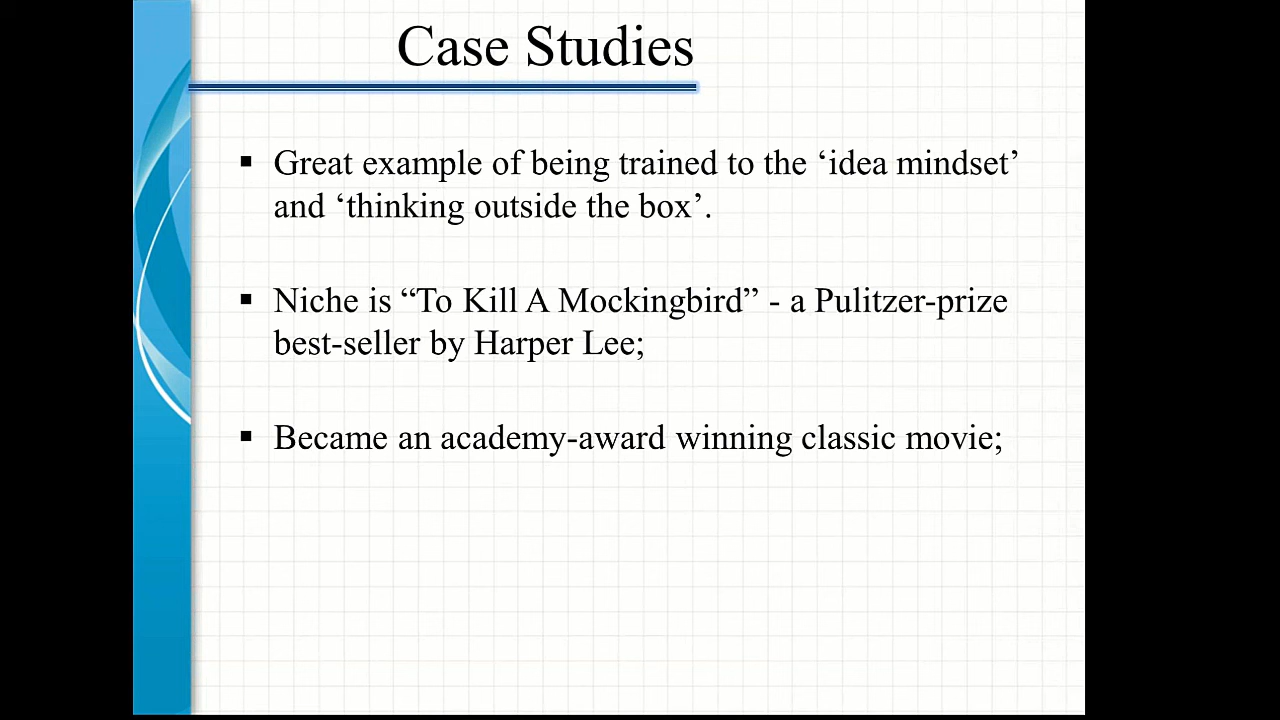 Case Studies
▪ Great example of being trained to the ‘idea mindset’
and ‘thinking outside the box’.
▪ Niche is “To Kill A Mockingbird” - a Pulitzer-prize
best-seller by Harper Lee;
▪ Became an academy-award winning classic movie;